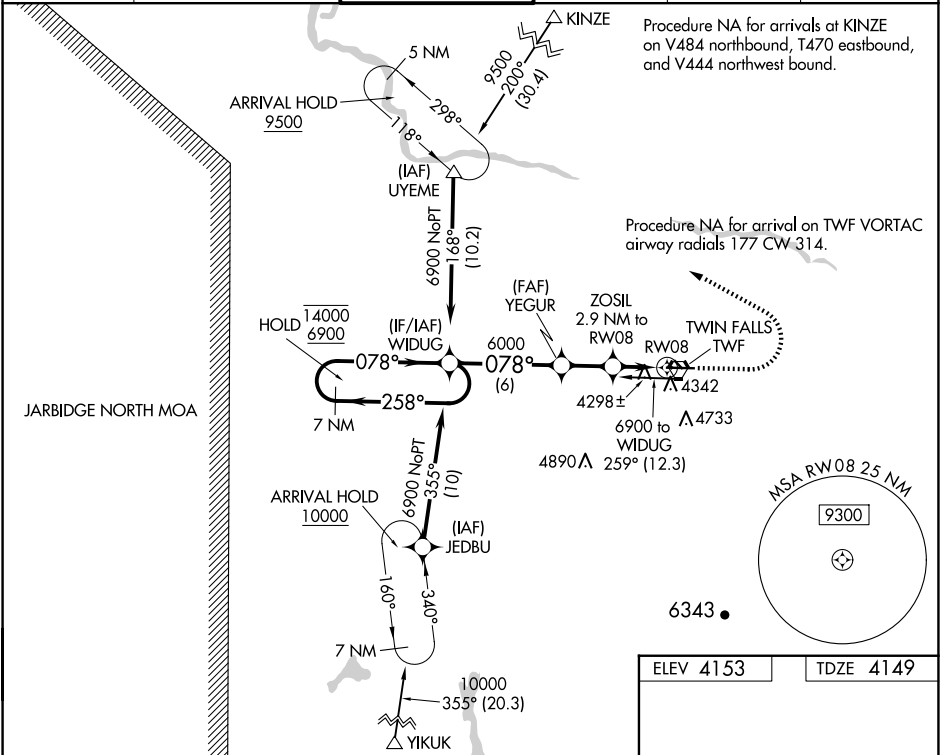 KINZE
Procedure NA for arrivals at KINZE
on V484 northbound, T470 eastbound,
and V444 northwest bound.
5 NM
9500
200°
(30.4)
ARRIVAL HOLD
9500
298°
118°
(IAF)
UYEME
6900 NoPT
168°
(10.2)
Procedure NA for arrival on TWF VORTAC
airway radials 177 CW 314.
(FAF)
YEGUR
ZOSIL
2.9 NM to
RW08
HOLD
14000
6900
(IF/IAF)
WIDUG
6000
078°
(6)
RW08
TWIN FALLS
TWF
078°
258°
7 NM
4298±
4342
4733
6900 to
WIDUG
259° (12.3)
4890
JARBIDGE NORTH MOA
6900 NoPT
355°
(10)
ARRIVAL HOLD
10000
(IAF)
JEDBU
160°
340°
7 NM
10000
355° (20.3)
YIKUK
MSA RW08 25 NM
9300
6343
ELEV 4153
TDZE 4149